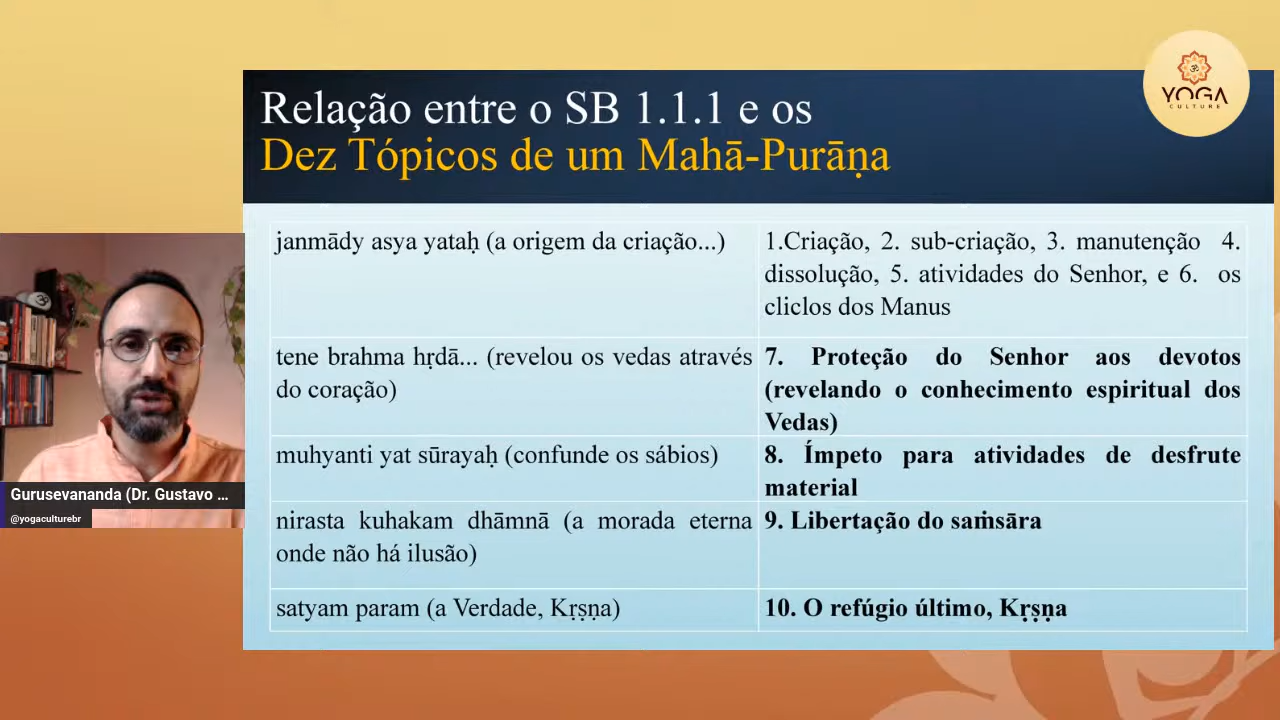 Relação entre o SB 1.1.1 e os
Dez Tópicos de um Mahā-Purāṇa
YOGA
CULTURE
janmādy asya yataḥ (a origem da criação...)
1.Criação, 2. sub-criação, 3. manutenção 4.
dissolução, 5. atividades do Senhor, e 6. os
cliclos dos Manus
tene brahma hṛdā... (revelou os vedas através
do coração)
7. Proteção do Senhor aos devotos
(revelando o conhecimento espiritual dos
Vedas)
muhyanti yat sūrayaḥ (confunde os sábios)
8. Ímpeto para atividades de desfrute
material
nirasta kuhakam dhāmnā (a morada eterna
onde não há ilusão)
9. Libertação do saṁsāra
satyam param (a Verdade, Kṛṣṇa)
10. O refúgio último, Kṛṣṇa
Gurusevananda (Dr. Gustavo ...
@yogaculturebr